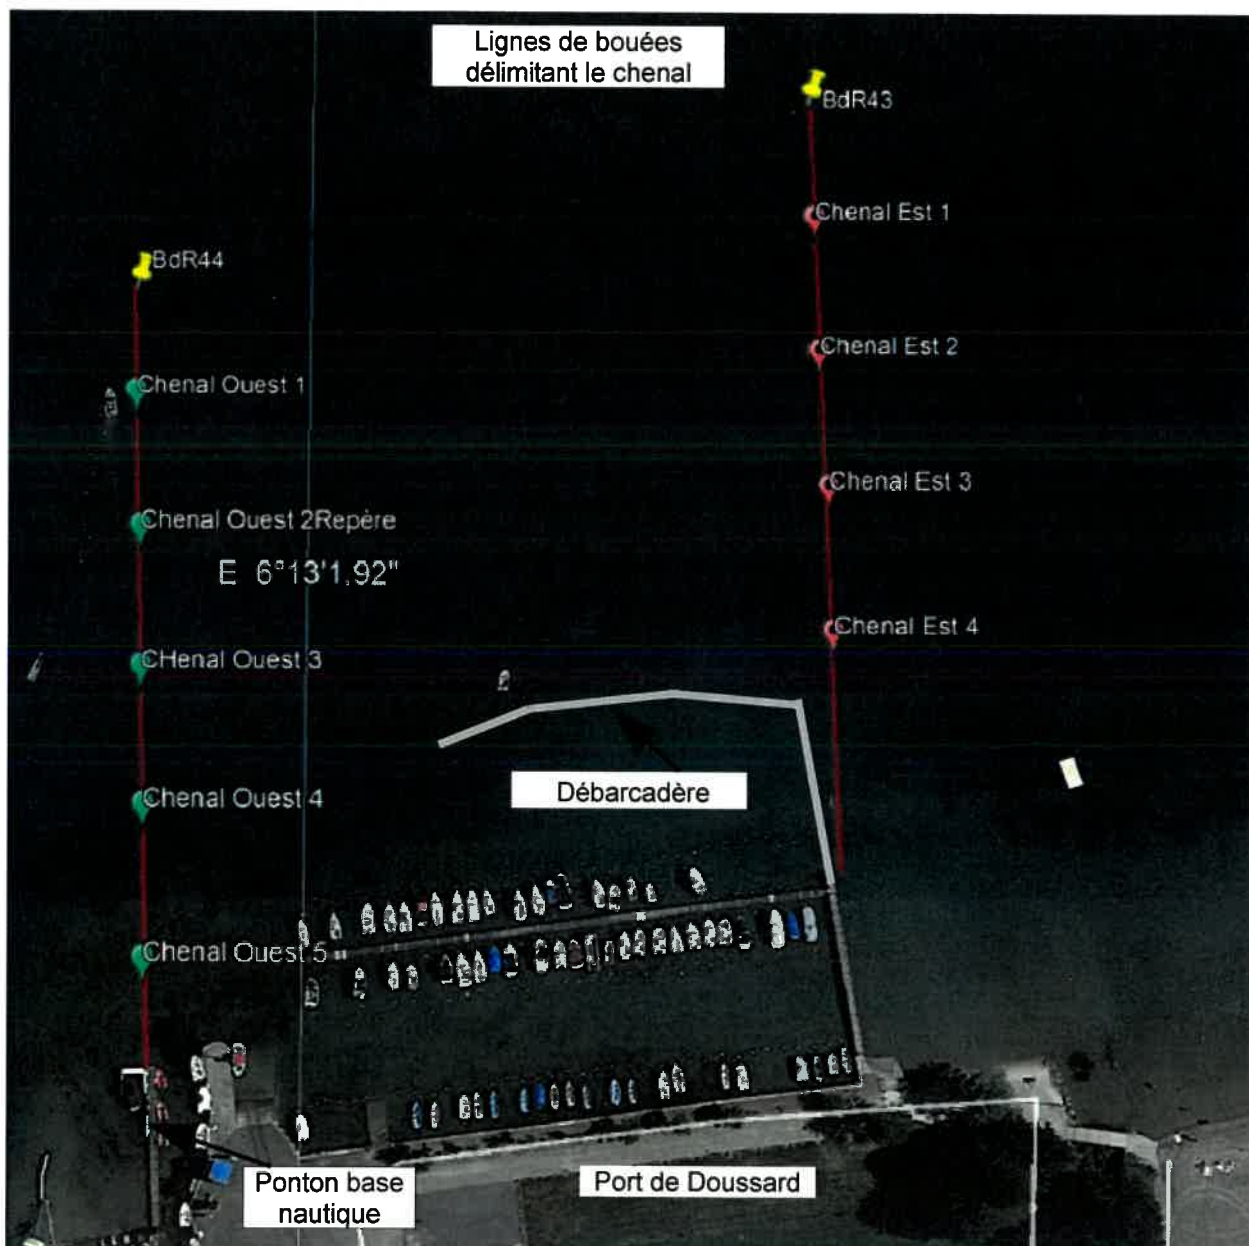 Lignes de bouées
délimitant le chenal
BdR43
Chenal Est 1
BdR44
Chenal Est 2
Chenal Ouest 1
Chenal Est 3
Chenal Ouest 2Repère
E 6°13'1.92"
Chenal Est 4
CHenal Ouest 3
Débarcadère
Chenal Ouest 4
Chenal Ouest 5
Ponton base
nautique
Port de Doussard